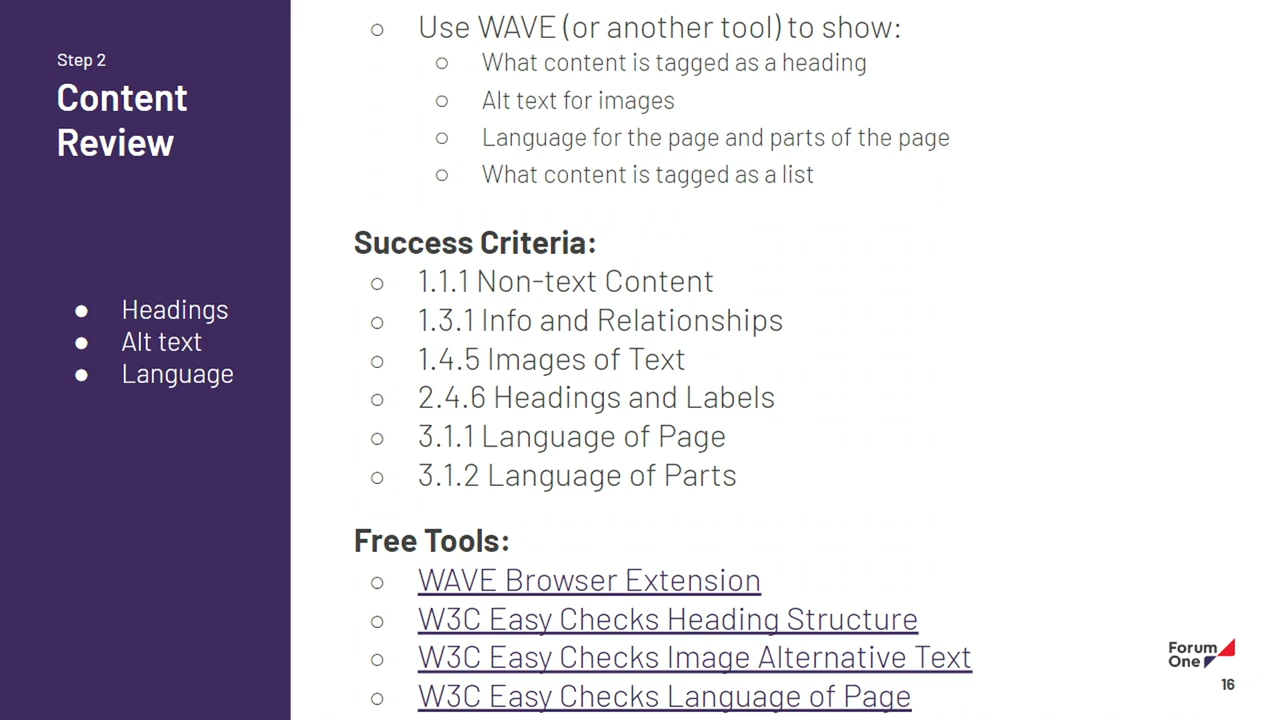 Step 2
Content
Review
● Headings
● Alt text
● Language
○ Use WAVE (or another tool) to show:
○ What content is tagged as a heading
○ Alt text for images
○ Language for the page and parts of the page
○ What content is tagged as a list
Success Criteria:
○ 1.1.1 Non-text Content
○ 1.3.1 Info and Relationships
○ 1.4.5 Images of Text
○ 2.4.6 Headings and Labels
○ 3.1.1 Language of Page
○ 3.1.2 Language of Parts
Free Tools:
○ WAVE Browser Extension
○ W3C Easy Checks Heading Structure
○ W3C Easy Checks Image Alternative Text
○ W3C Easy Checks Language of Page
Forum
One
16